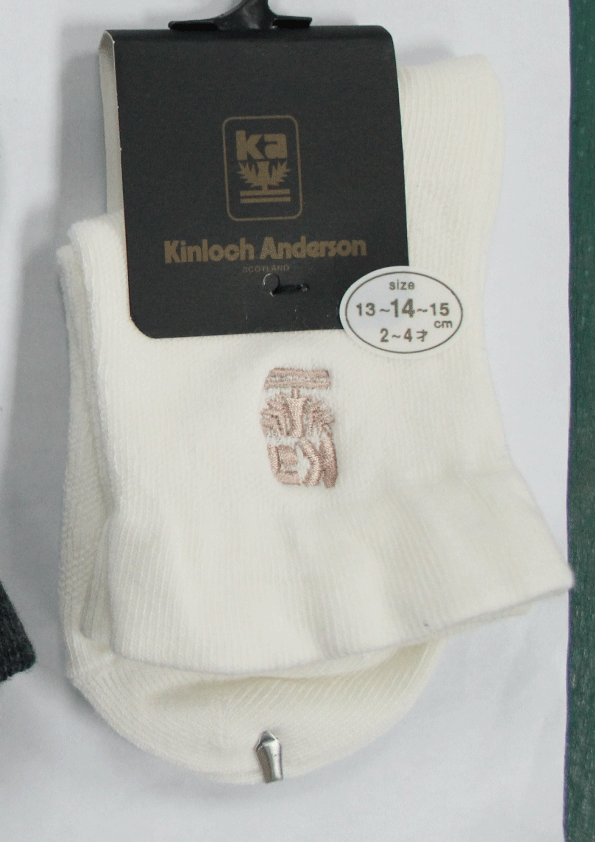 ka
Kinloch Anderson
SCOTLAND
size
13~14~15
cm
2~4才